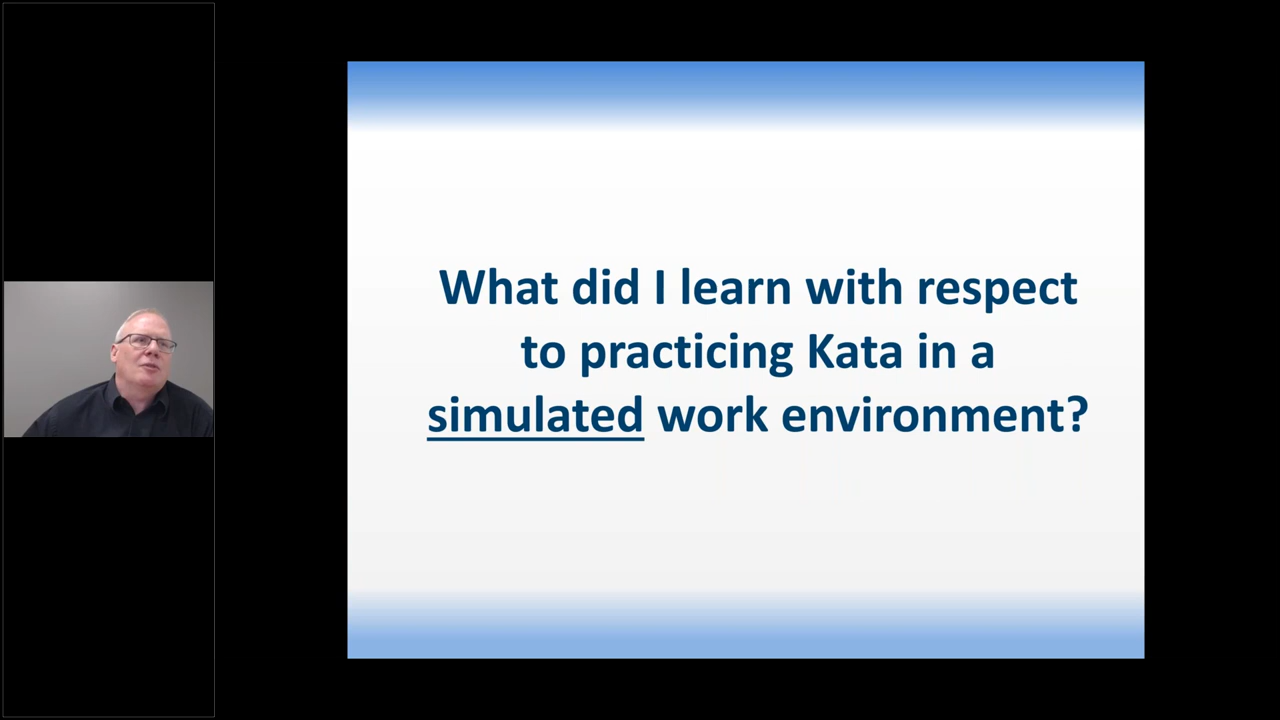 What did I learn with respect
to practicing Kata in a
simulated work environment?